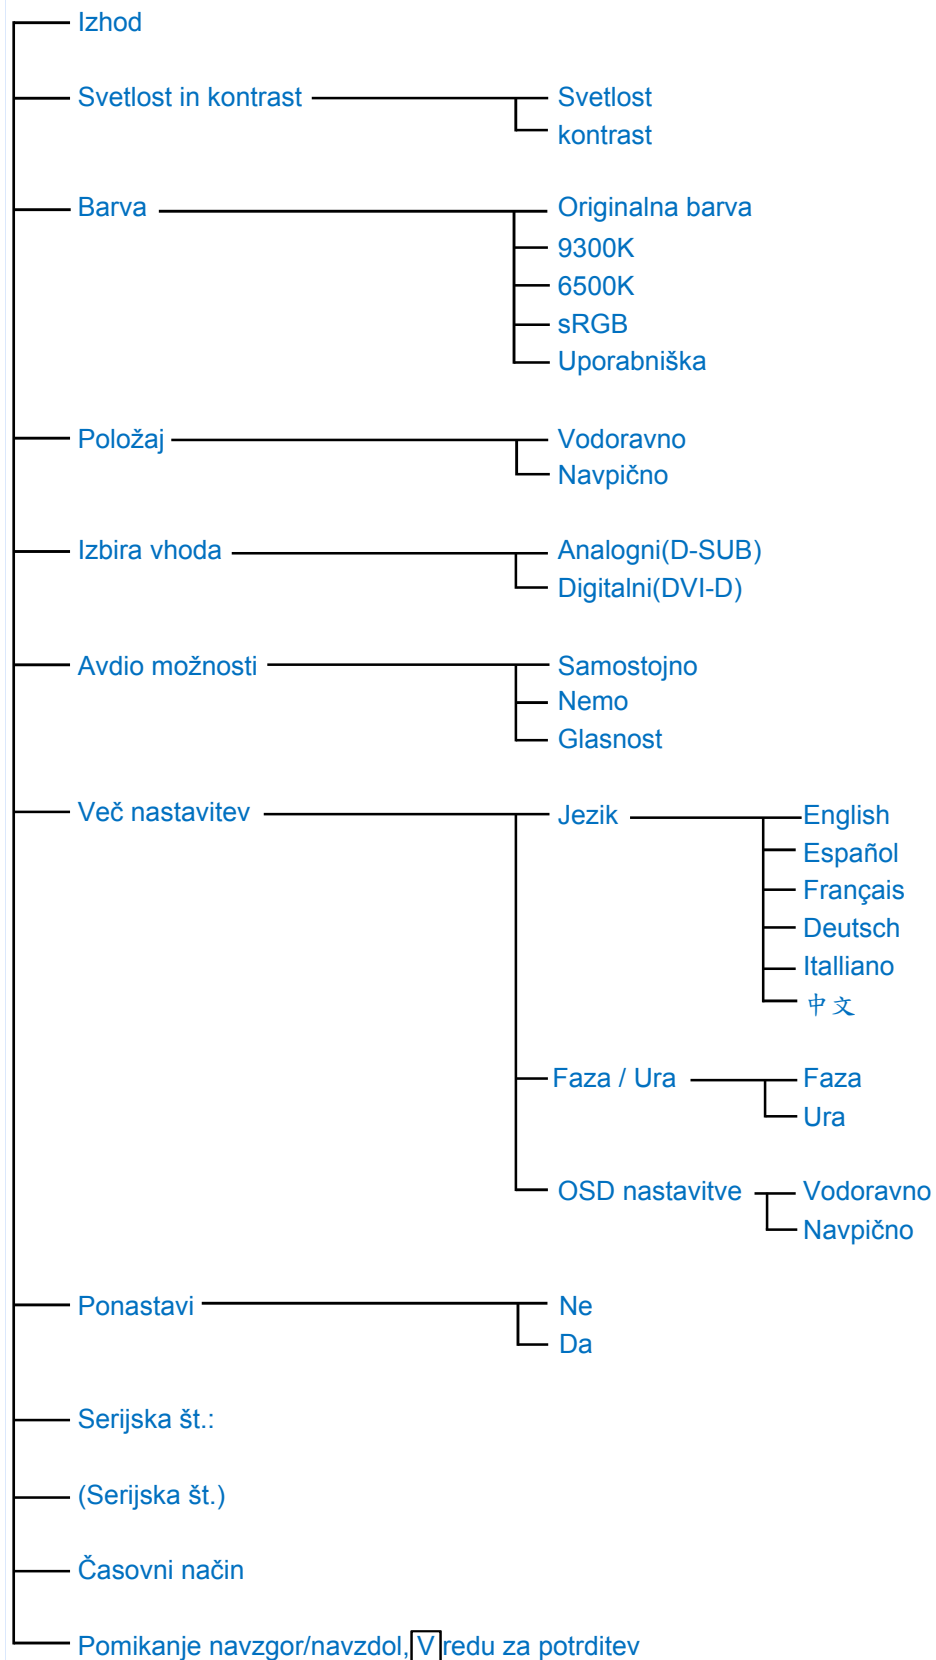 Izhod
Svetlost in kontrast
Svetlost
kontrast
Barva
Originalna barva
9300K
6500K
sRGB
Uporabniška
Položaj
Vodoravno
Navpično
Izbira vhoda
Analogni(D-SUB)
Digitalni(DVI-D)
Avdio možnosti
Samostojno
Nemo
Glasnost
Več nastavitev
Jezik
English
Español
Français
Deutsch
Italliano
中文
Faza / Ura
Faza
Ura
OSD nastavitve
Vodoravno
Navpično
Ponastavi
Ne
Da
Serijska št.:
(Serijska št.)
Časovni način
Pomikanje navzgor/navzdol, V redu za potrditev